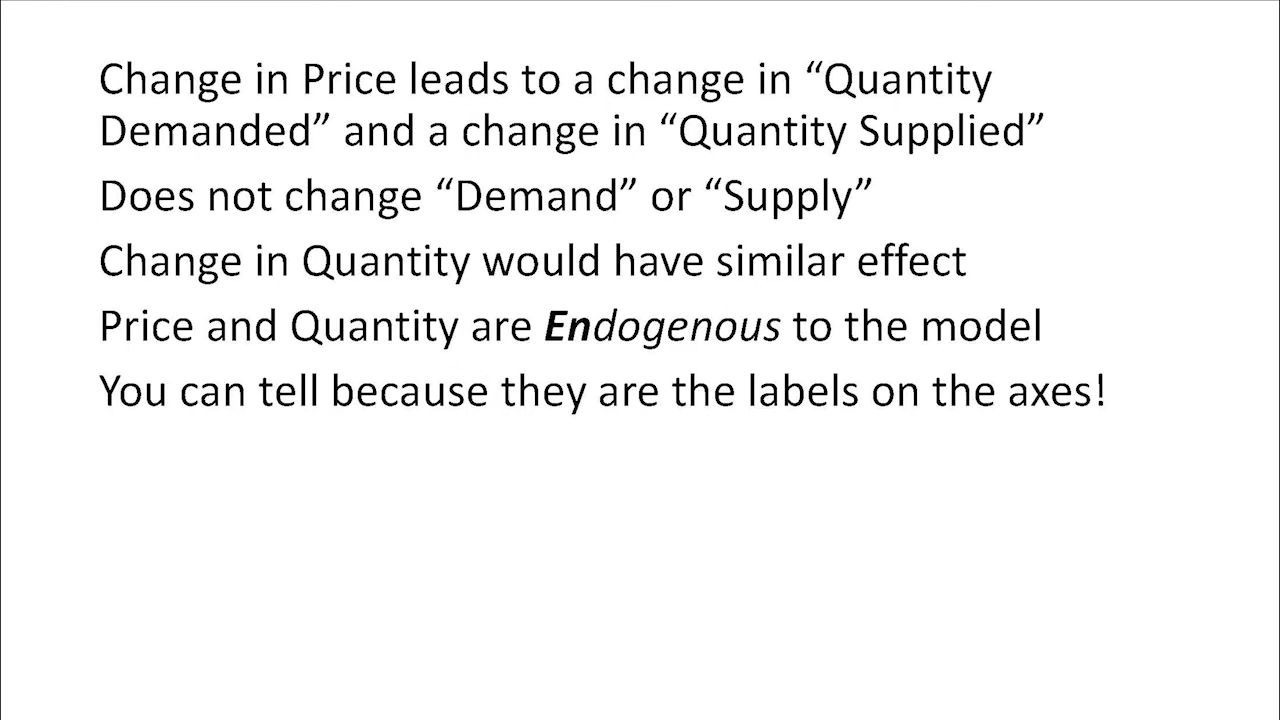 Change in Price leads to a change in “Quantity
Demanded” and a change in “Quantity Supplied”
Does not change “Demand” or “Supply”
Change in Quantity would have similar effect
Price and Quantity are Endogenous to the model
You can tell because they are the labels on the axes!